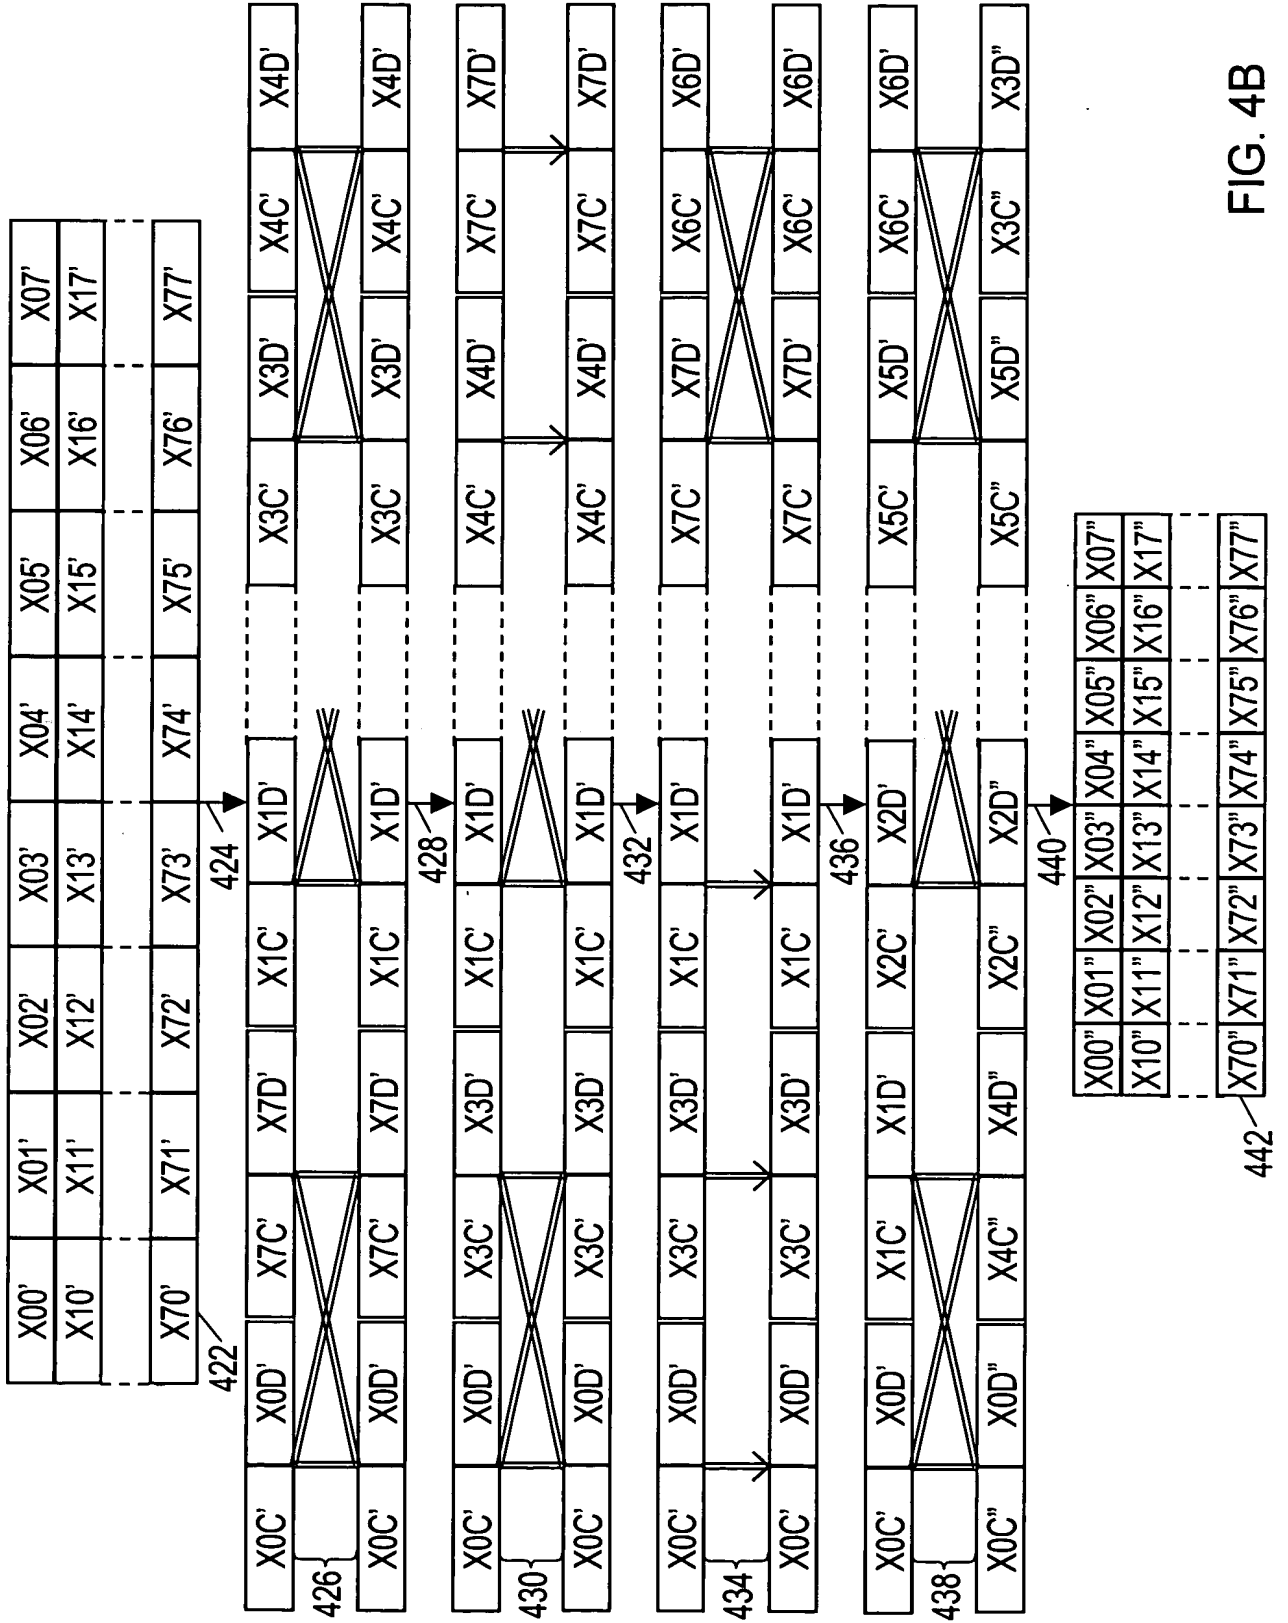 X00' X01' X02' X03' X04' X05' X06' X07'
X10' X11' X12' X13' X14' X15' X16' X17'
X70' X71' X72' X73' X74' X75' X76' X77'
422
424
X0C' X0D' X7C' X7D' X1C' X1D' X3C' X3D' X4C' X4D'
426
X0C' X0D' X7C' X7D' X1C' X1D' X3C' X3D' X4C' X4D'
428
X0C' X0D' X3C' X3D' X1C' X1D' X4C' X4D' X7C' X7D'
430
X0C' X0D' X3C' X3D' X1C' X1D' X4C' X4D' X7C' X7D'
432
X0C' X0D' X3C' X3D' X1C' X1D' X7C' X7D' X6C' X6D'
434
X0C' X0D' X3C' X3D' X1C' X1D' X7C' X7D' X6C' X6D'
436
X0C' X0D' X1C' X1D' X2C' X2D' X5C' X5D' X6C' X6D'
438
X0C" X0D" X4C" X4D" X2C" X2D" X5C" X5D" X3C" X3D"
440
X00" X01" X02" X03" X04" X05" X06" X07"
X10" X11" X12" X13" X14" X15" X16" X17"
X70" X71" X72" X73" X74" X75" X76" X77"
442
FIG. 4B